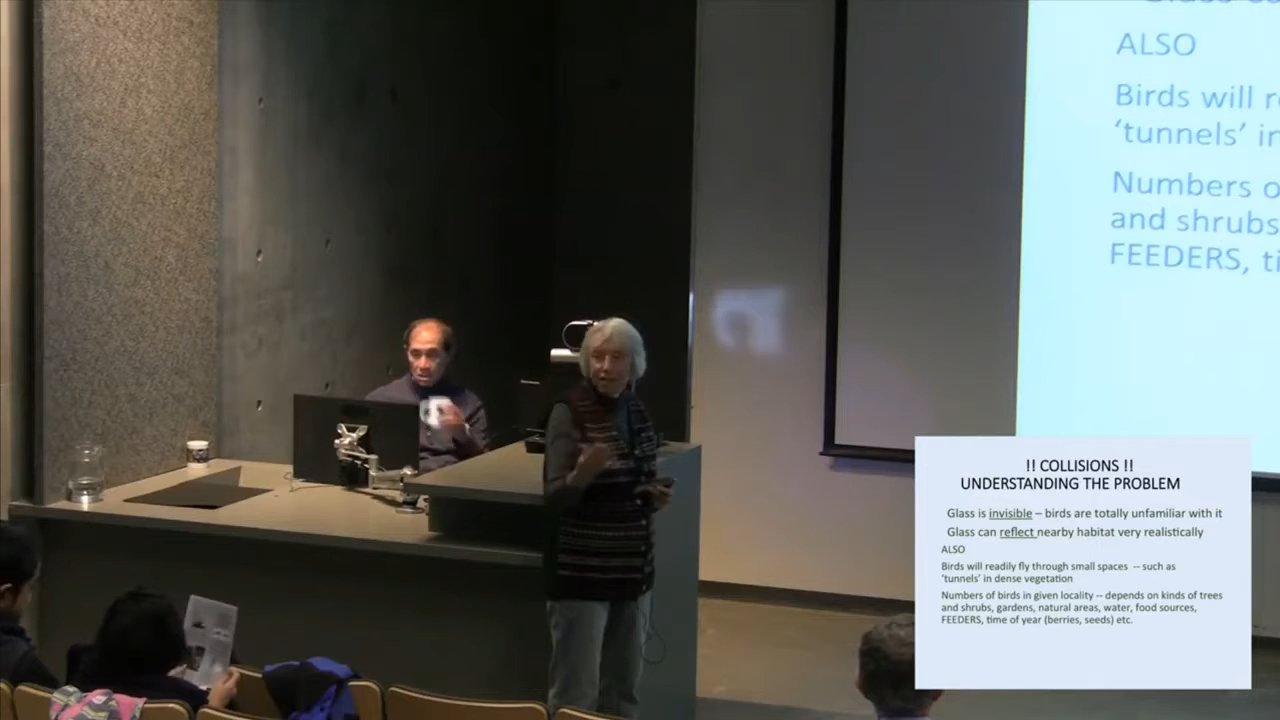 ALSO
Birds will
'tunnels'
Numbers
and shrubs
FEEDERS,
!! COLLISIONS !!
UNDERSTANDING THE PROBLEM
Glass is invisible – birds are totally unfamiliar with it
Glass can reflect nearby habitat very realistically
ALSO
Birds will readily fly through small spaces -- such as
'tunnels' in dense vegetation
Numbers of birds in given locality -- depends on kinds of trees
and shrubs, gardens, natural areas, water, food sources,
FEEDERS, time of year (berries, seeds) etc.